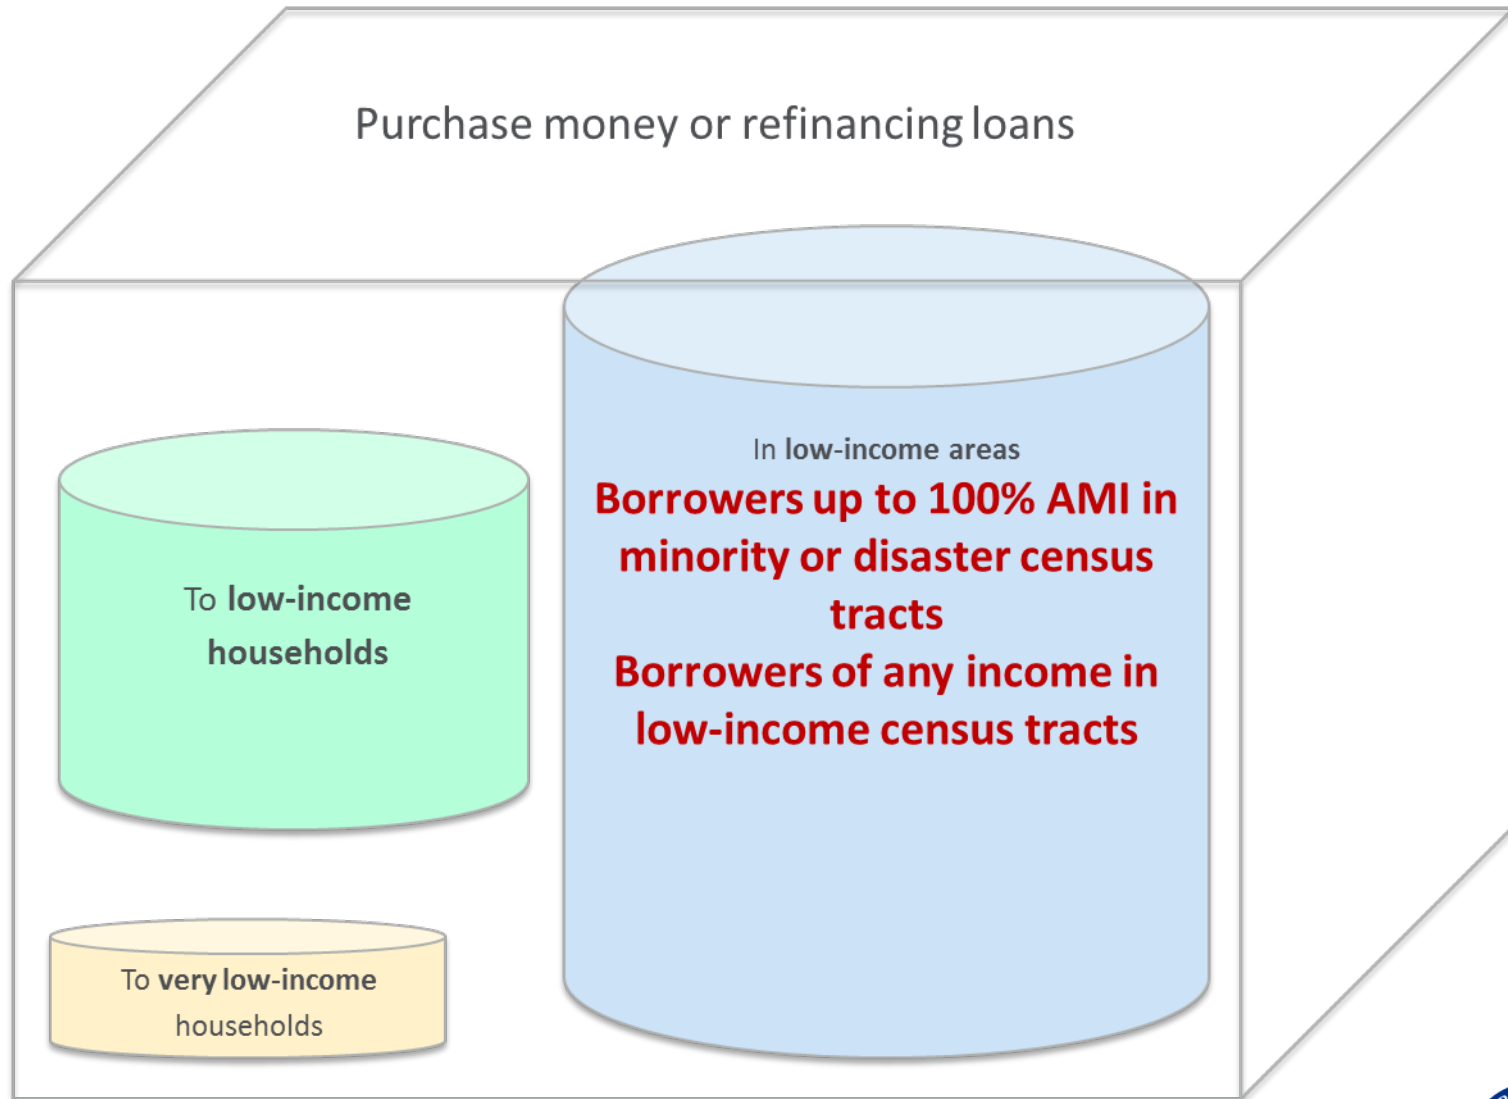 Purchase money or refinancing loans
In low-income areas
Borrowers up to 100% AMI in
minority or disaster census
tracts
Borrowers of any income in
low-income census tracts
To low-income
households
To very low-income
households